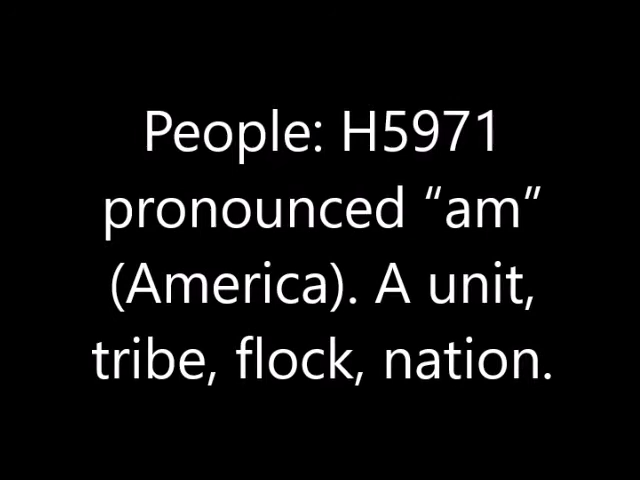 People: H5971
pronounced “am”
(America). A unit,
tribe, flock, nation.